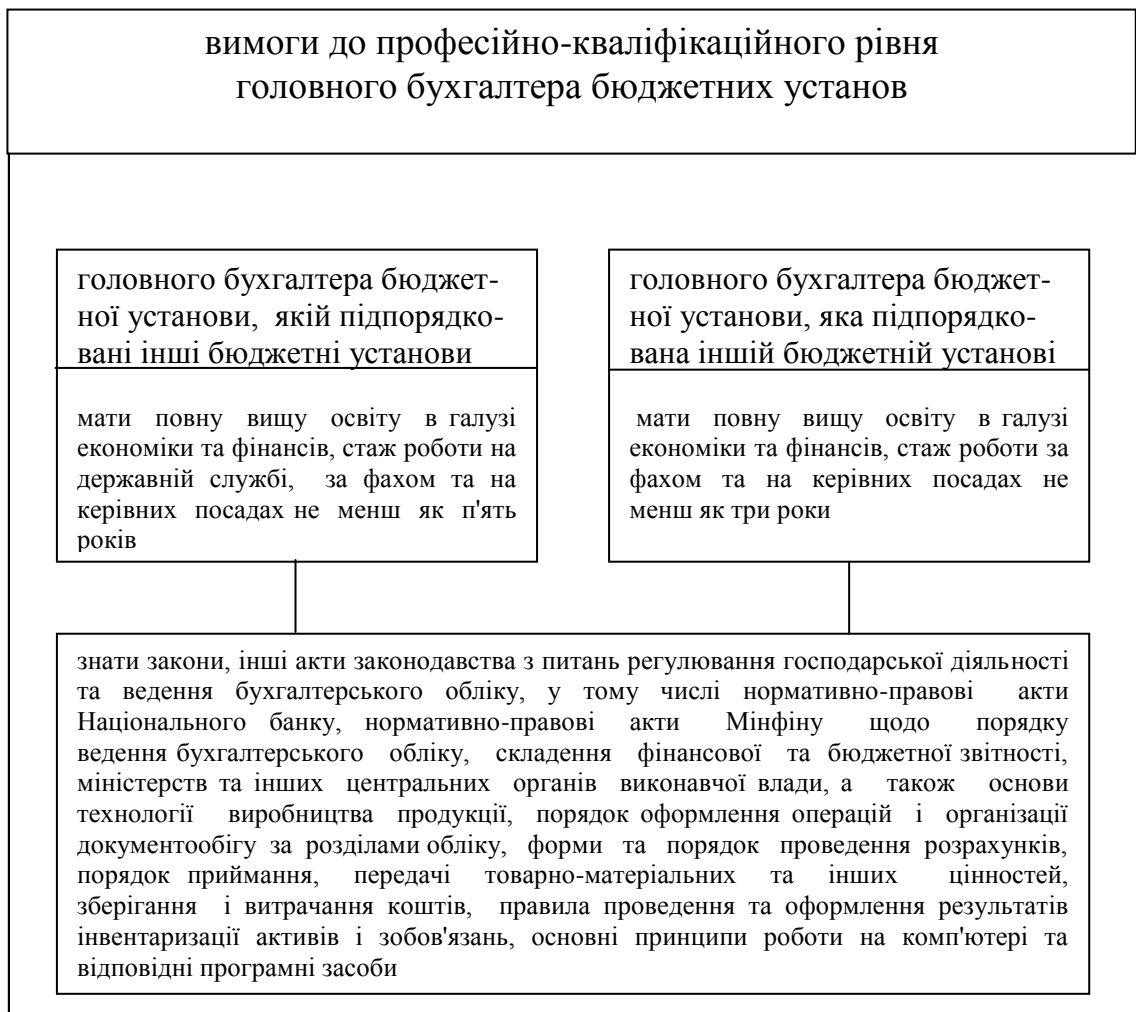 вимоги до професійно-кваліфікаційного рівня
головного бухгалтера бюджетних установ
головного бухгалтера бюджет-
ної установи, якій підпорядко-
вані інші бюджетні установи
мати повну вищу освіту в галузі
економіки та фінансів, стаж роботи на
державній службі, за фахом та на
керівних посадах не менш як п'ять
років
головного бухгалтера бюджет-
ної установи, яка підпорядко-
вана іншій бюджетній установі
мати повну вищу освіту в галузі
економіки та фінансів, стаж роботи за
фахом та на керівних посадах не
менш як три роки
знати закони, інші акти законодавства з питань регулювання господарської діяльності
та ведення бухгалтерського обліку, у тому числі нормативно-правові акти
Національного банку, нормативно-правові акти Мінфіну щодо порядку
ведення бухгалтерського обліку, складення фінансової та бюджетної звітності,
міністерств та інших центральних органів виконавчої влади, а також основи
технології виробництва продукції, порядок оформлення операцій і організації
документообігу за розділами обліку, форми та порядок проведення розрахунків,
порядок приймання, передачі товарно-матеріальних та інших цінностей,
зберігання і витрачання коштів, правила проведення та оформлення результатів
інвентаризації активів і зобов'язань, основні принципи роботи на комп'ютері та
відповідні програмні засоби